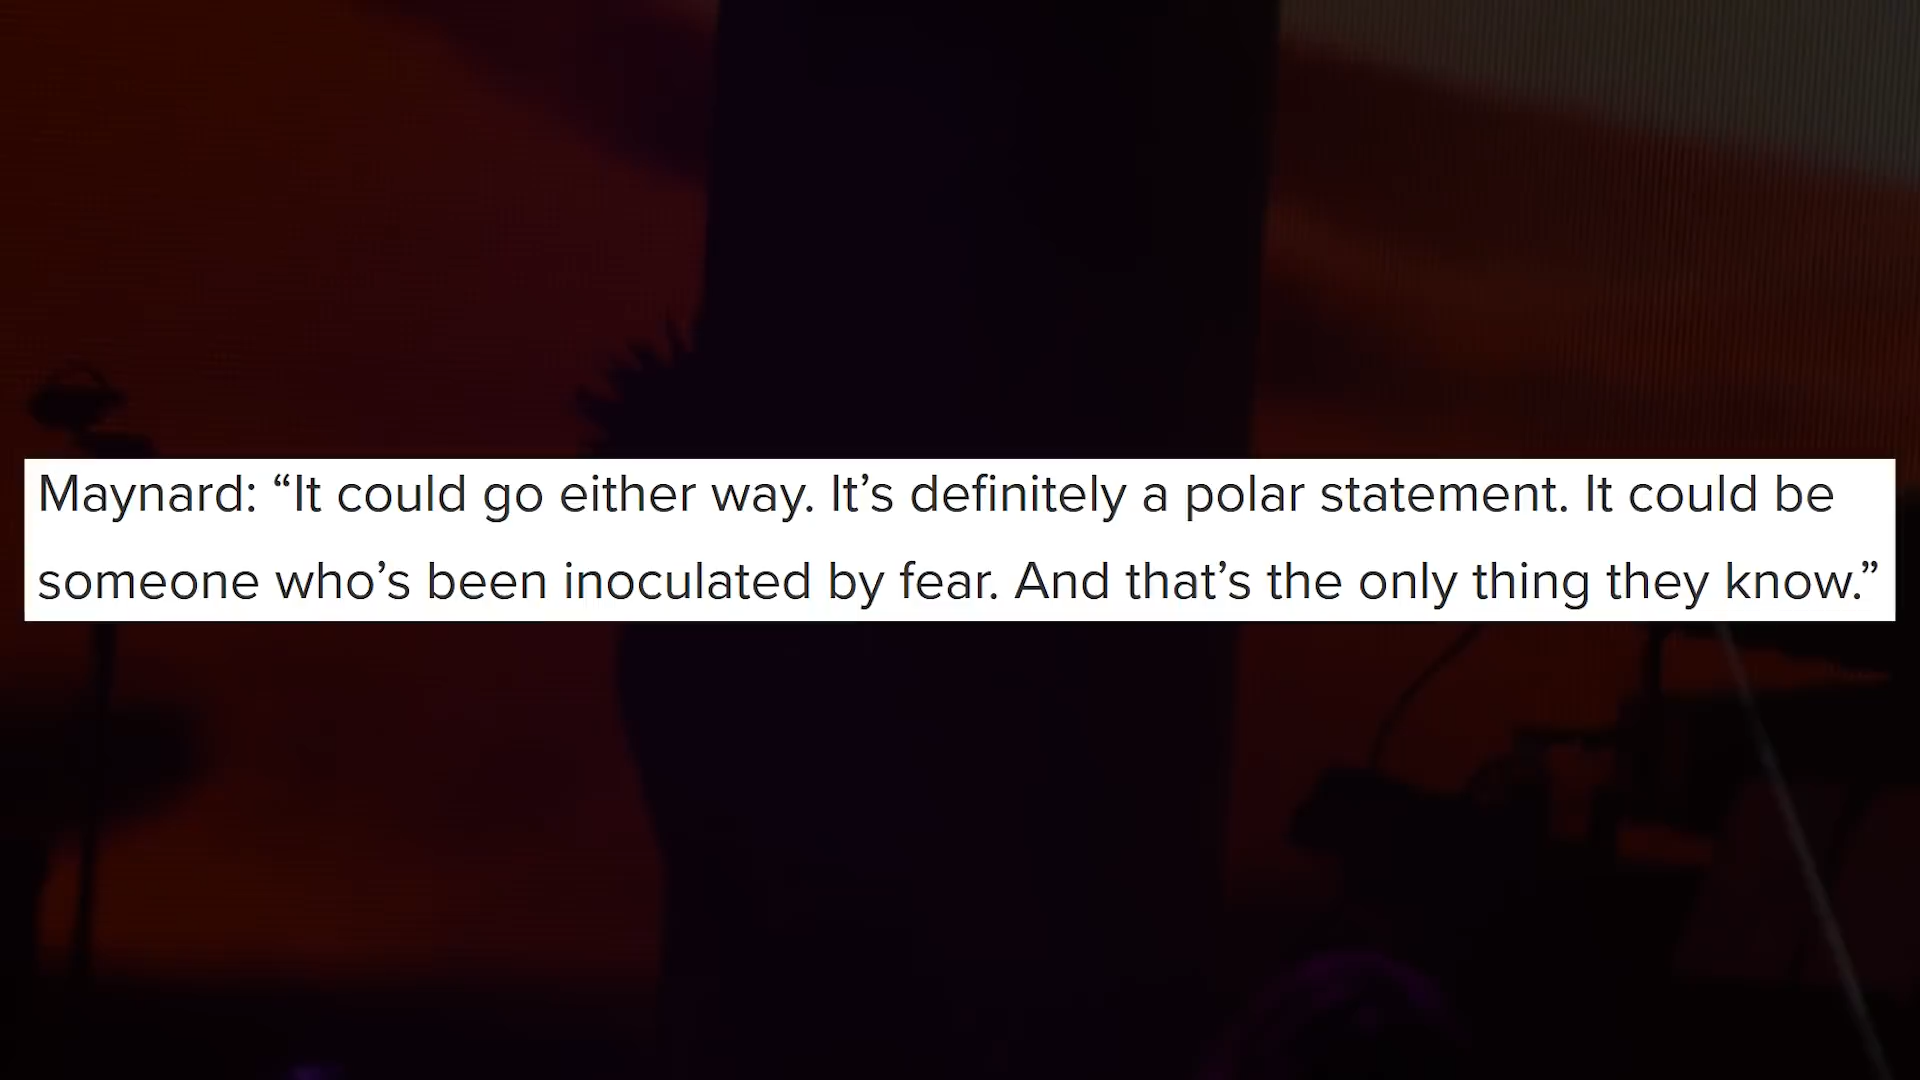 Maynard: “It could go either way. It’s definitely a polar statement. It could be
someone who’s been inoculated by fear. And that’s the only thing they know.”